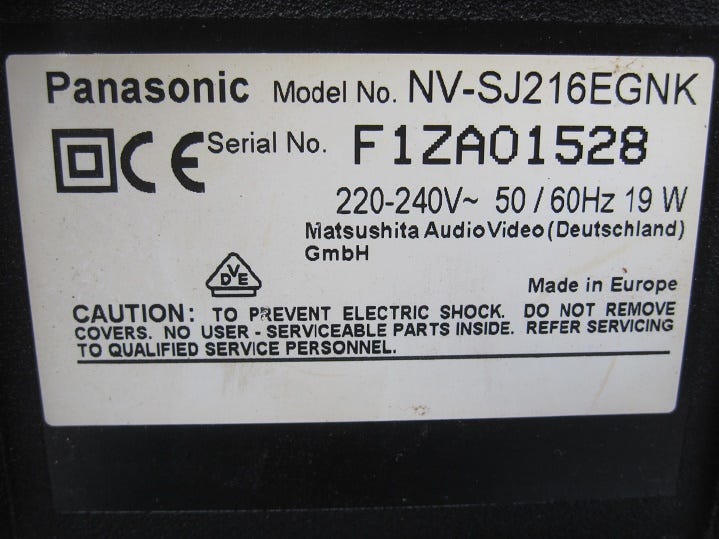 Panasonic Model No. NV-SJ216EGNK
CE Serial No. F1ZA01528
220-240V~ 50 / 60Hz 19 W
Matsushita Audio Video (Deutschland)
GmbH
VDE
Made in Europe
CAUTION: TO PREVENT ELECTRIC SHOCK. DO NOT REMOVE
COVERS. NO USER - SERVICEABLE PARTS INSIDE. REFER SERVICING
TO QUALIFIED SERVICE PERSONNEL.